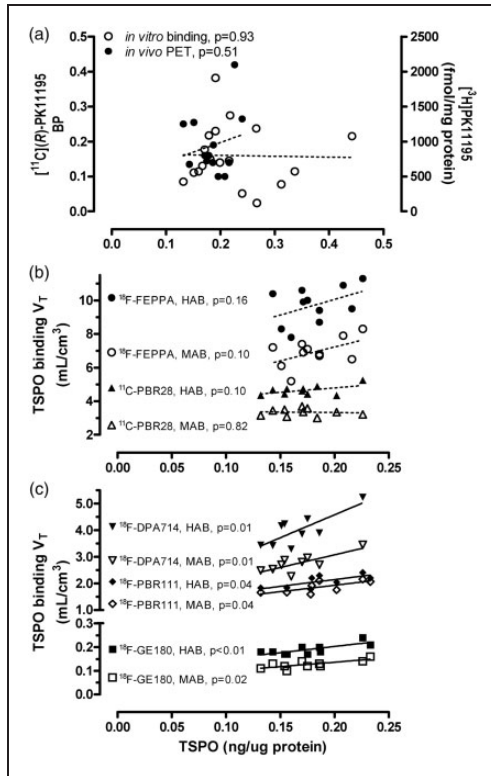 (a)
in vitro binding, p=0.93
in vivo PET, p=0.51
[11C](R)-PK11195
BP
0.5
0.4
0.3
0.2
0.1
0.0
2500
2000
1500
1000
500
0
[3H]PK11195
(fmol/mg protein)
0.0 0.1 0.2 0.3 0.4 0.5
(b)
TSPO binding VT
(mL/cm3)
11
9
7
5
3
1
18F-FEPPA, HAB, p=0.16
18F-FEPPA, MAB, p=0.10
11C-PBR28, HAB, p=0.10
11C-PBR28, MAB, p=0.82
0.00 0.05 0.10 0.15 0.20 0.25
(c)
TSPO binding VT
(mL/cm3)
5.0
4.0
3.0
2.0
1.0
0.3
0.2
0.1
0.0
18F-DPA714, HAB, p=0.01
18F-DPA714, MAB, p=0.01
18F-PBR111, HAB, p=0.04
18F-PBR111, MAB, p=0.04
18F-GE180, HAB, p<0.01
18F-GE180, MAB, p=0.02
0.00 0.05 0.10 0.15 0.20 0.25
TSPO (ng/ug protein)